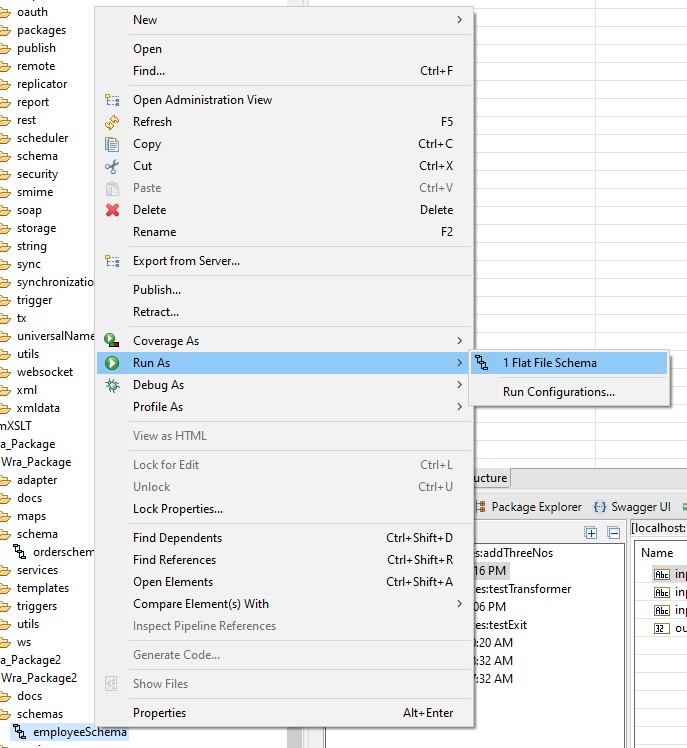 oauth
packages
publish
remote
replicator
report
rest
scheduler
schema
security
smime
soap
storage
string
sync
synchronizatio
trigger
tx
universalName
utils
websocket
xml
xmldata
mXSLT
a_Package
Wra_Package
adapter
docs
maps
schema
orderschem
services
templates
triggers
utils
ws
a_Package2
Wra_Package2
docs
schemas
employeeSchema
New
Open
Find... Ctrl+F
Open Administration View
Refresh F5
Copy Ctrl+C
Cut Ctrl+X
Paste Ctrl+V
Delete Delete
Rename F2
Export from Server...
Publish...
Retract...
Coverage As
Run As
Debug As
Profile As
View as HTML
Lock for Edit Ctrl+L
Unlock Ctrl+U
Lock Properties...
Find Dependents Ctrl+Shift+D
Find References Ctrl+Shift+R
Open Elements Ctrl+Shift+A
Compare Element(s) With
Inspect Pipeline References
Generate Code...
Show Files
Properties Alt+Enter
1 Flat File Schema
Run Configurations...
ucture
Package Explorer Swagger UI
es:addThreeNos
:16 PM
es:testTransformer
:06 PM
es:testExit
:20 AM
:32 AM
:32 AM
[localhost:
Name
Abc inp
Abc inp
Abc inp
32 ou